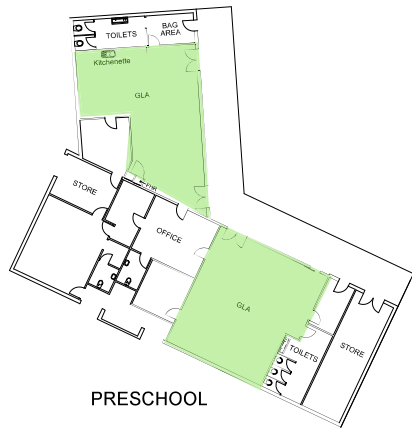 TOILETS
BAG
AREA
Kitchenette
GLA
STORE
OFFICE
GLA
TOILETS
STORE
PRESCHOOL